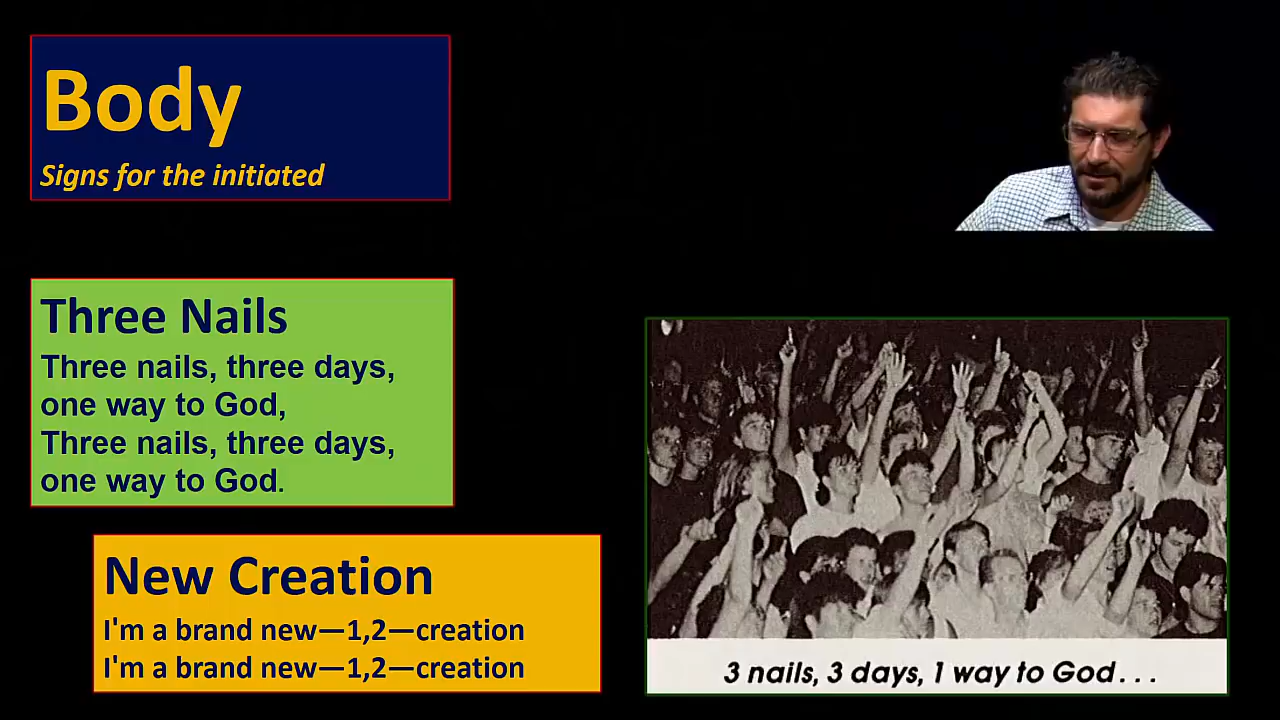 Body
Signs for the initiated
Three Nails
Three nails, three days,
one way to God,
Three nails, three days,
one way to God.
New Creation
I'm a brand new—1,2—creation
I'm a brand new—1,2—creation
3 nails, 3 days, 1 way to God . . .